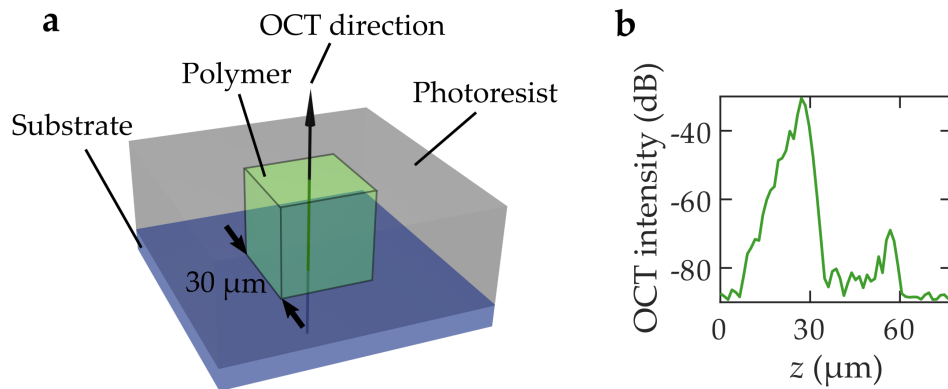 a
OCT direction
Polymer
Photoresist
Substrate
30 μm
b
OCT intensity (dB)
-40
-60
-80
0
30
60
z (μm)